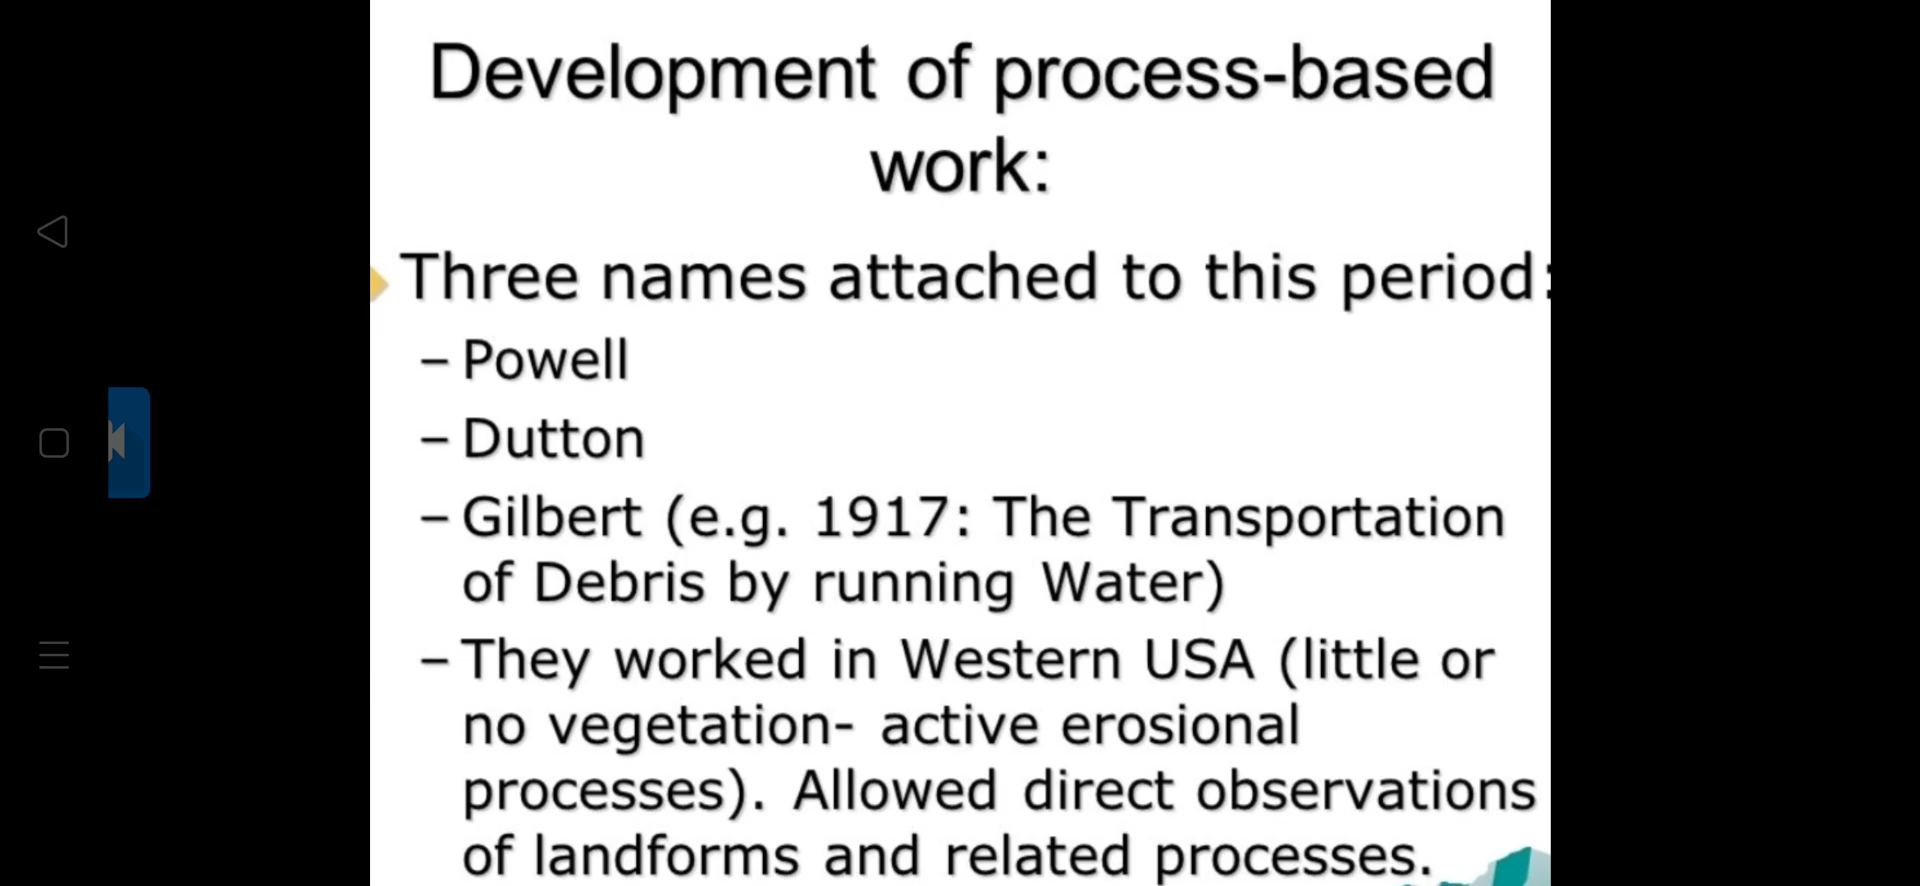 Development of process-based
work:
Three names attached to this period:
– Powell
– Dutton
– Gilbert (e.g. 1917: The Transportation
of Debris by running Water)
– They worked in Western USA (little or
no vegetation- active erosional
processes). Allowed direct observations
of landforms and related processes.